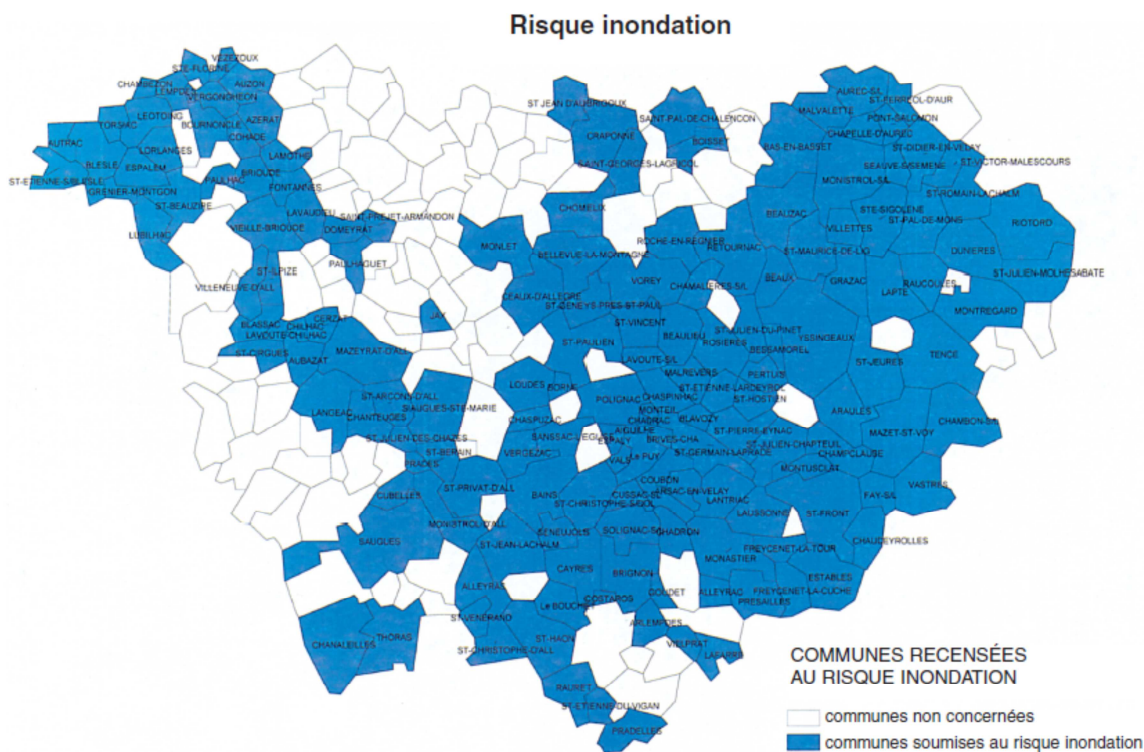 Risque inondation
VEZEZOUX
STE-FLORINE
CHAMBEZON
LEMPDES
AUZON
VERGONGHEON
LEOTOING
AZERAT
TORSIAC
BOURNONCLE
COHADE
AUTRAC
LORLANGES
LAMOTHE
BLESLE
ESPALEM
BRIOUDE
ST-ETIENNE-S/BLESLE
PAULHAC
GRENIER-MONTGON
FONTANNES
ST-BEAUZIRE
LAVAUDIEU
SAINT-PREJET-ARMANDON
VIEILLE-BRIOUDE
DOMEYRAT
LUBILHAC
ST-ILPIZE
PAULHAGUET
VILLENEUVE-D'ALL
BLASSAC
CHILHAC
CERZAT
JAX
LAVOUTE-CHILHAC
MAZEYRAT-D'ALL
ST-CIRGUES
AUBAZAT
ST JEAN D'AUBRIGOUX
SAINT-PAL-DE-CHALENCON
CRAPONNE
BOISSET
SAINT-GEORGES-LAGRICOL
CHOMELIX
MONLET
ROCHE-EN-REGNIER
RETOURNAC
BELLEVUE-LA-MONTAGNE
AUREC-S/L
ST-FERREOL-D'AUR
MALVALETTE
PONT-SALOMON
CHAPELLE-D'AUREC
BAS-EN-BASSET
ST-DIDIER-EN-VELAY
ST-VICTOR-MALESCOURS
MONISTROL-S/L
ST-ROMAIN-LACHALM
BEAUZAC
STE-SIGOLENE
ST-PAL-DE-MONS
RIOTORD
VILLETTES
ST-MAURICE-DE-LIG
DUNIERES
ST-JULIEN-MOLHESABATE
VOREY
CHAMALIERES-S/L
BEAUX
GRAZAC
LAPTE
RAUCOULES
CEAUX-D'ALLEGRE
ST-GENEYS-PRES-ST-PAUL
MONTREGARD
ST-VINCENT
BEAULIEU
ST-JULIEN-DU-PINET
ROSIERES
YSSINGEAUX
ST-PAULIEN
BESSAMOREL
LAVOUTE-S/L
ST-JEURES
TENCE
MALREVERS
PERTUIS
LOUDES
BORNE
POLIGNAC
CHASPINHAC
ST-ETIENNE-LARDEYROL
ST-HOSTIEN
ST-ARCONS-D'ALL
SIAUGUES-STE-MARIE
LANGEAC
CHANTEUGES
CHASPUZAC
MONTEIL
CHADRAC
BLAVOZY
ARAULES
CHAMBON-S/L
AIGUILHE
ST-PIERRE-EYNAC
MAZET-ST-VOY
ST-JULIEN-DES-CHAZES
SANSSAC-L'EGLISE
ESPALY
BRIVES-CHA
ST-JULIEN-CHAPTEUIL
ST-BERAIN
VERGEZAC
VALS
Le PUY
ST-GERMAIN-LAPRADE
CHAMPCLAUSE
PRADES
MONTUSCLAT
CUBELLES
ST-PRIVAT-D'ALL
BAINS
COUBON
VASTRES
ST-CHRISTOPHE-S/DOL
CUSSAC-S/L
ARSAC-EN-VELAY
LANTRIAC
FAY-S/L
LAUSSONNE
ST-FRONT
MONISTROL-D'ALL
SENEUJOLS
SOLIGNAC-S/L
CHADRON
CHAUDEYROLLES
SAUGUES
ST-JEAN-LACHALM
FREYCENET-LA-TOUR
MONASTIER
CAYRES
BRIGNON
ESTABLES
ALLEYRAS
GOUDET
ALLEYRAC
FREYCENET-LA-CUCHE
PRESAILLES
Le BOUCHET
COSTAROS
ST-VENERAND
ARLEMPDES
THORAS
ST-HAON
CHANALEILLES
VIELPRAT
LAFARRE
ST-CHRISTOPHE-D'ALL
RAURET
ST-ETIENNE-DU-VIGAN
PRADELLES
COMMUNES RECENSÉES
AU RISQUE INONDATION
communes non concernées
communes soumises au risque inondation